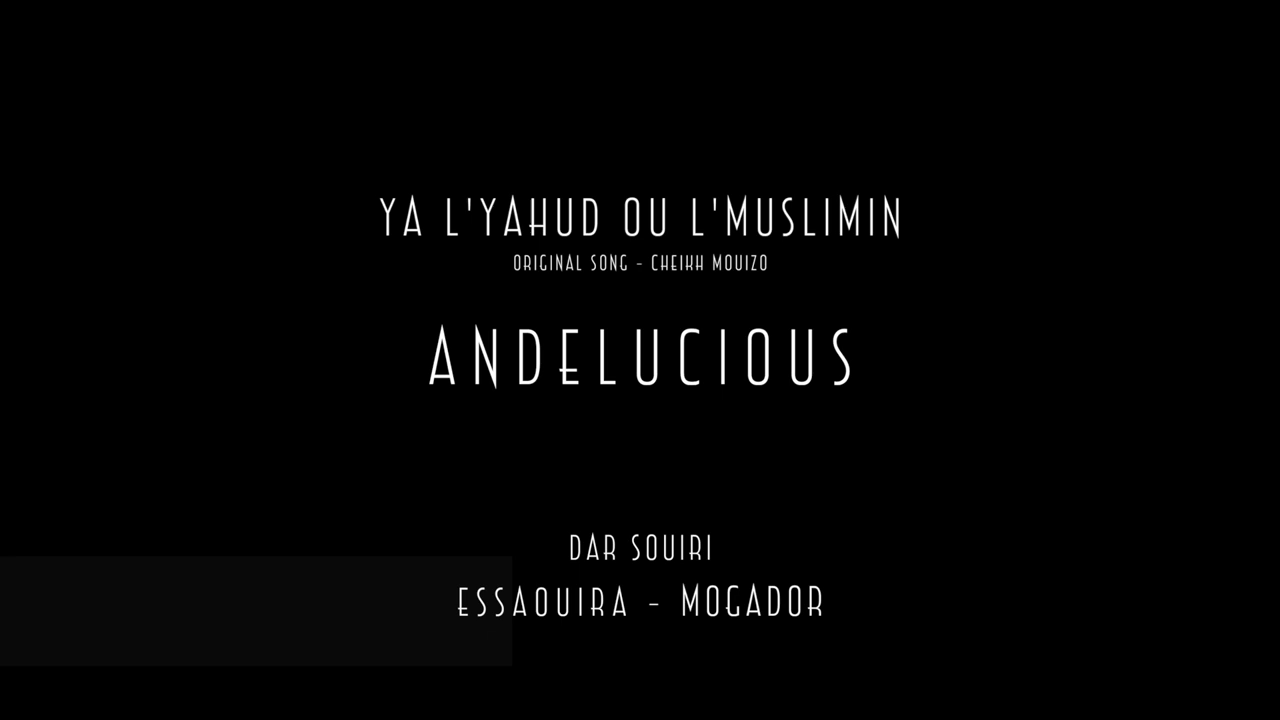 YA L'YAHUD OU L'MUSLIMIN
ORIGINAL SONG - CHEIKH MOUIZO
ANDELUCIOUS
DAR SOUIRI
ESSAOUIRA - MOGADOR